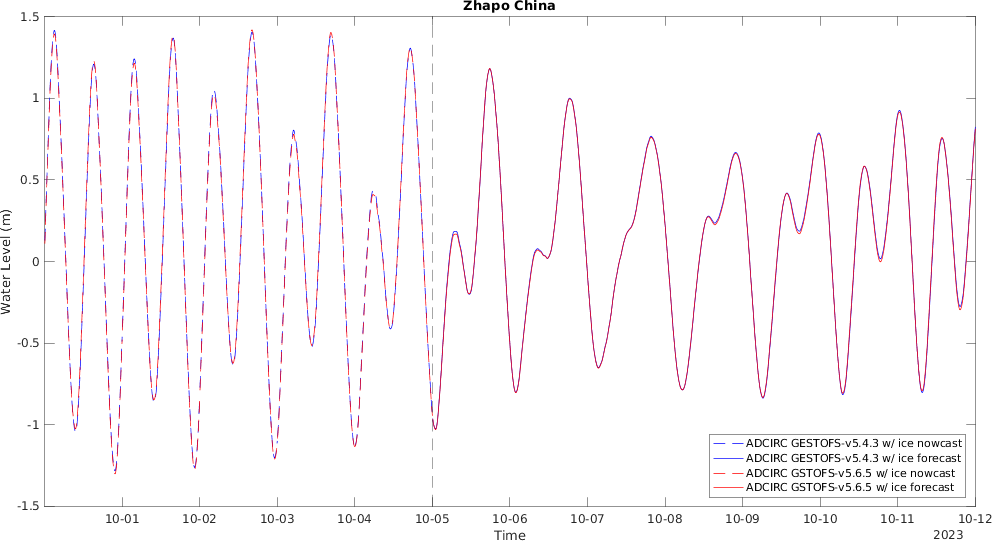 Zhapo China
1.5
1
0.5
0
-0.5
-1
-1.5
Water Level (m)
ADCIRC GESTOFS-v5.4.3 w/ ice nowcast
ADCIRC GESTOFS-v5.4.3 w/ ice forecast
ADCIRC GSTOFS-v5.6.5 w/ ice nowcast
ADCIRC GSTOFS-v5.6.5 w/ ice forecast
10-01 10-02 10-03 10-04 10-05 10-06 10-07 10-08 10-09 10-10 10-11 10-12
Time
2023